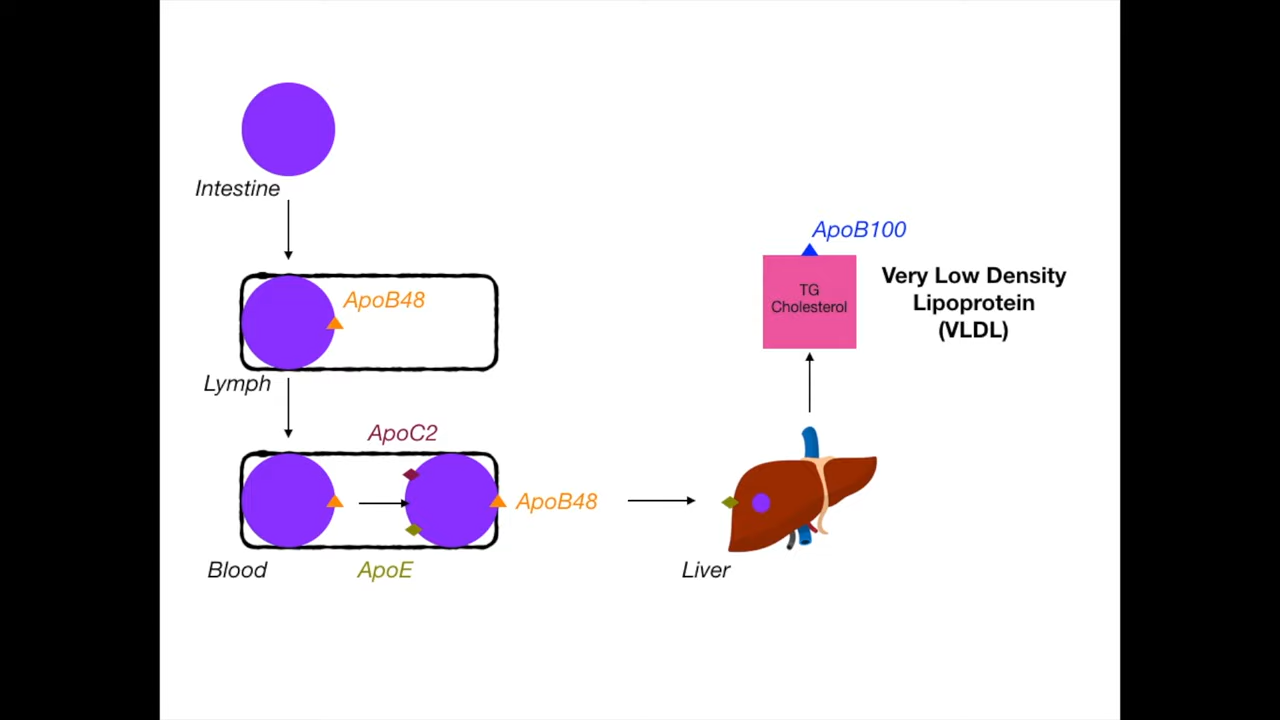 Intestine
ApoB48
Lymph
ApoC2
ApoB48
Blood
ApoE
Liver
ApoB100
TG
Cholesterol
Very Low Density
Lipoprotein
(VLDL)